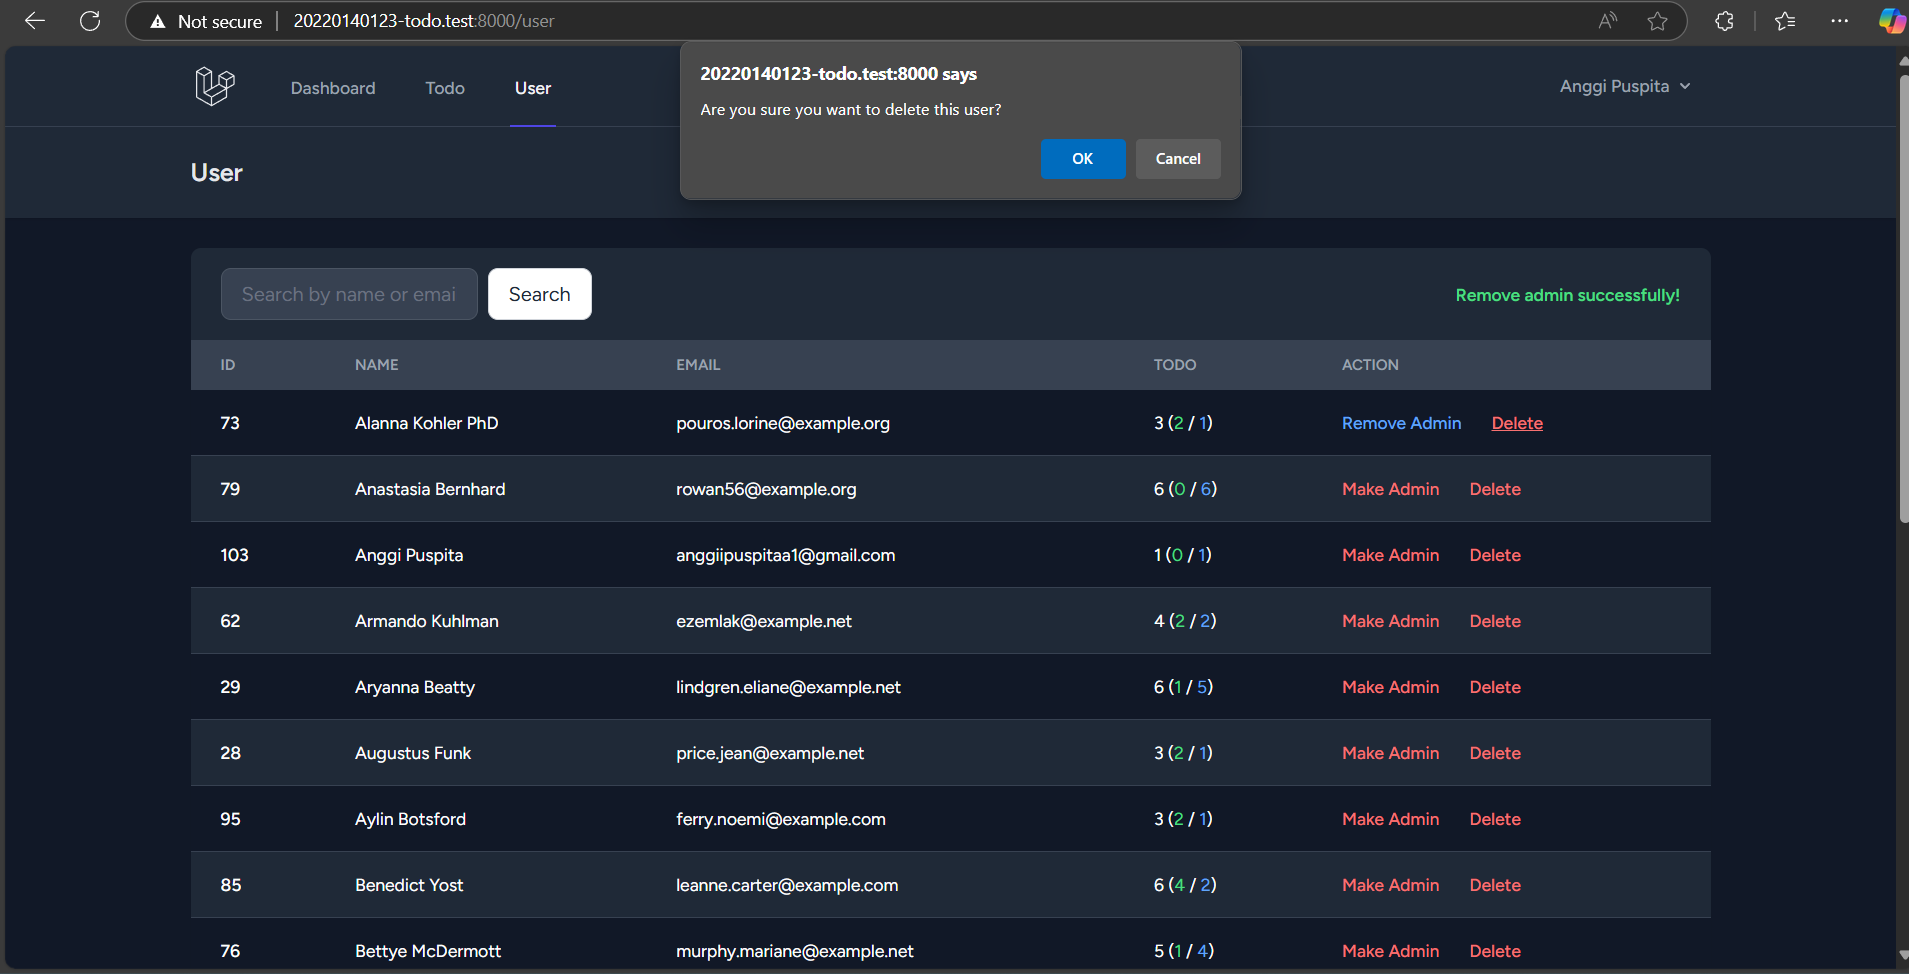 Not secure 20220140123-todo.test:8000/user
20220140123-todo.test:8000 says
Are you sure you want to delete this user?
OK Cancel
Dashboard Todo User Anggi Puspita
User
Search by name or emai Search Remove admin successfully!
ID NAME EMAIL TODO ACTION
73 Alanna Kohler PhD pouros.lorine@example.org 3 (2 / 1) Remove Admin Delete
79 Anastasia Bernhard rowan56@example.org 6 (0 / 6) Make Admin Delete
103 Anggi Puspita anggiipuspitaa1@gmail.com 1 (0 / 1) Make Admin Delete
62 Armando Kuhlman ezemlak@example.net 4 (2 / 2) Make Admin Delete
29 Aryanna Beatty lindgren.eliane@example.net 6 (1 / 5) Make Admin Delete
28 Augustus Funk price.jean@example.net 3 (2 / 1) Make Admin Delete
95 Aylin Botsford ferry.noemi@example.com 3 (2 / 1) Make Admin Delete
85 Benedict Yost leanne.carter@example.com 6 (4 / 2) Make Admin Delete
76 Bettye McDermott murphy.mariane@example.net 5 (1 / 4) Make Admin Delete